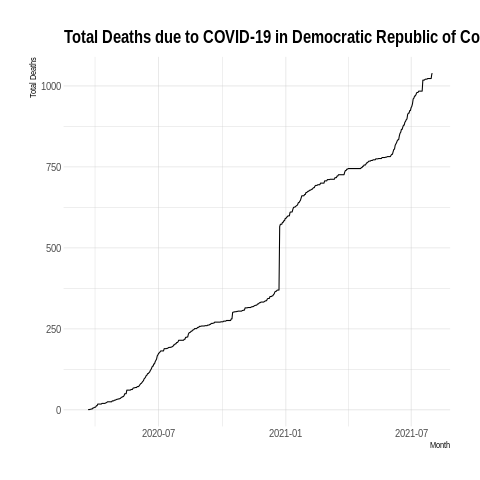 Total Deaths due to COVID-19 in Democratic Republic of Co
Total Deaths
1000
750
500
250
0
2020-07
2021-01
2021-07
Month